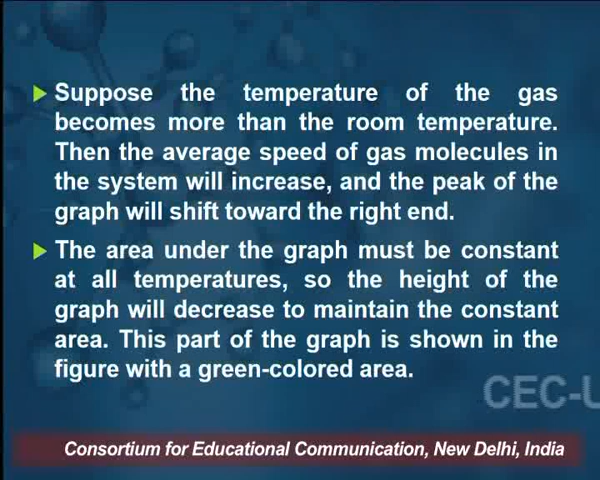 Suppose the temperature of the gas
becomes more than the room temperature.
Then the average speed of gas molecules in
the system will increase, and the peak of the
graph will shift toward the right end.
The area under the graph must be constant
at all temperatures, so the height of the
graph will decrease to maintain the constant
area. This part of the graph is shown in the
figure with a green-colored area.
CEC-U
Consortium for Educational Communication, New Delhi, India